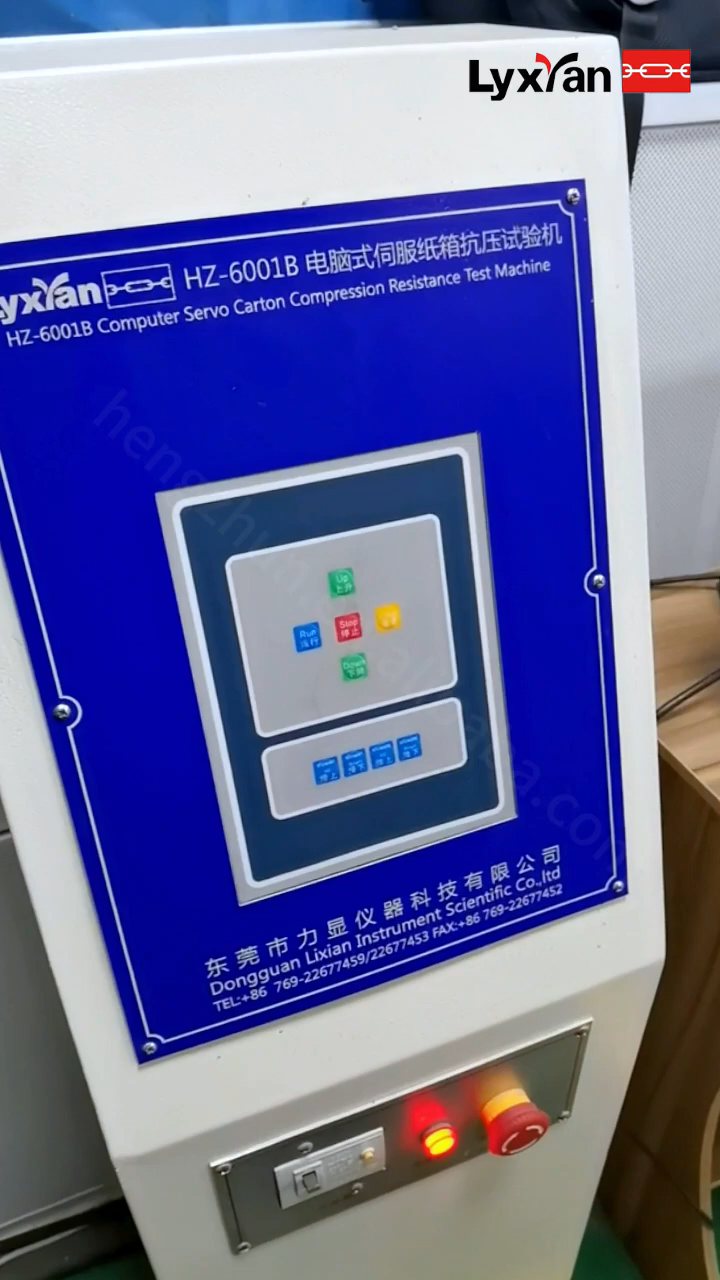 Lyxran
Lyxran
HZ-6001B 电脑式伺服纸箱抗压试验机
HZ-6001B Computer Servo Carton Compression Resistance Test Machine
Up
上升
Run
运行
Stop
停止
Down
下降
东莞市力显仪器科技有限公司
Dongguan Lixian Instrument Scientific Co.,ltd
TEL:+86 769-22677459/22677453 FAX:+86 769-22677452